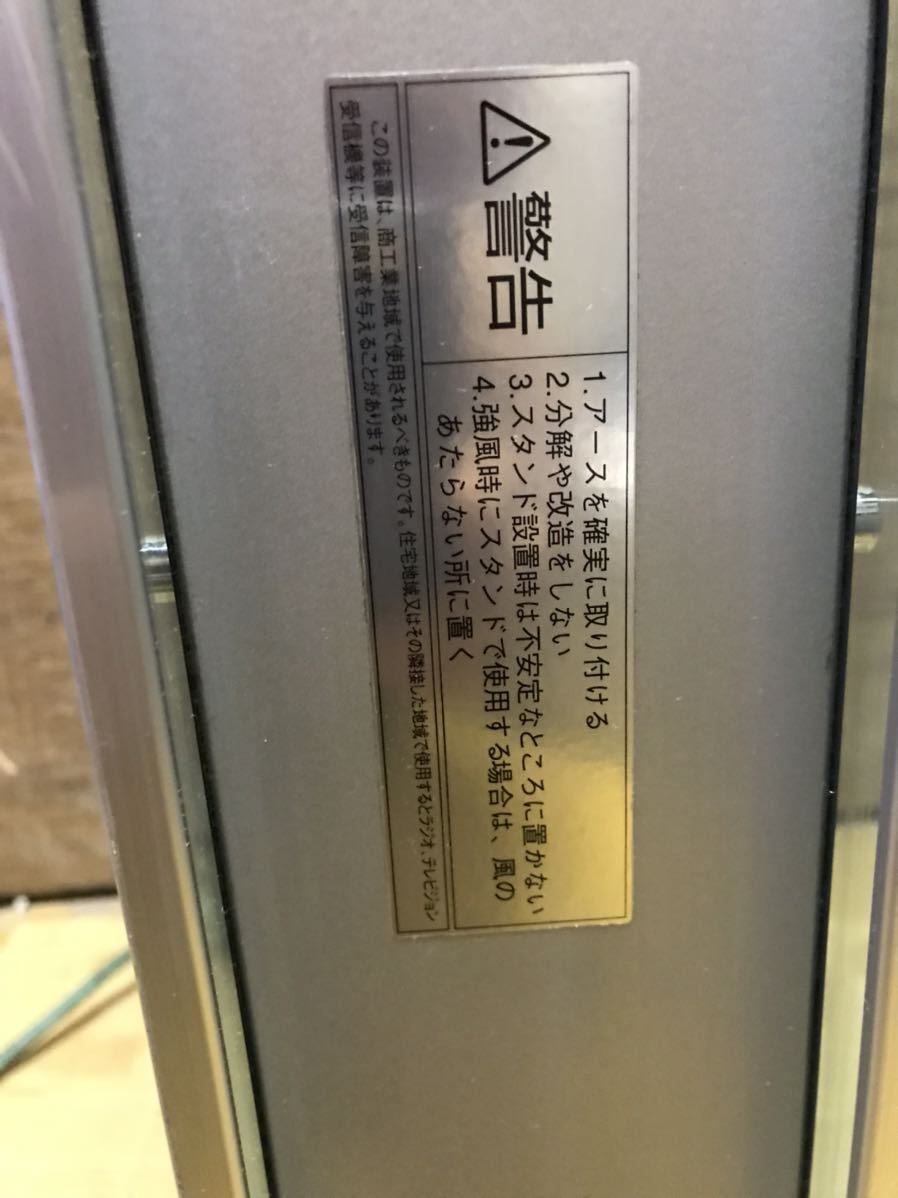 警告
1.アースを確実に取り付ける
2.分解や改造をしない
3.スタンド設置時は不安定なところに置かない
4.強風時にスタンドで使用する場合は、風の
あたらない所に置く
この装置は、商工業地域で使用されるべきものです。住宅地域又はその隣接した地域で使用するとラジオ、テレビジョン
受信機等に受信障害を与えることがあります。